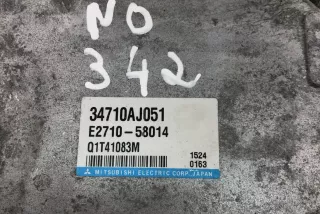 NO
342
34710AJ051
E2710-58014
Q1T41083M
1524
0163
MITSUBISHI ELECTRIC CORP. JAPAN